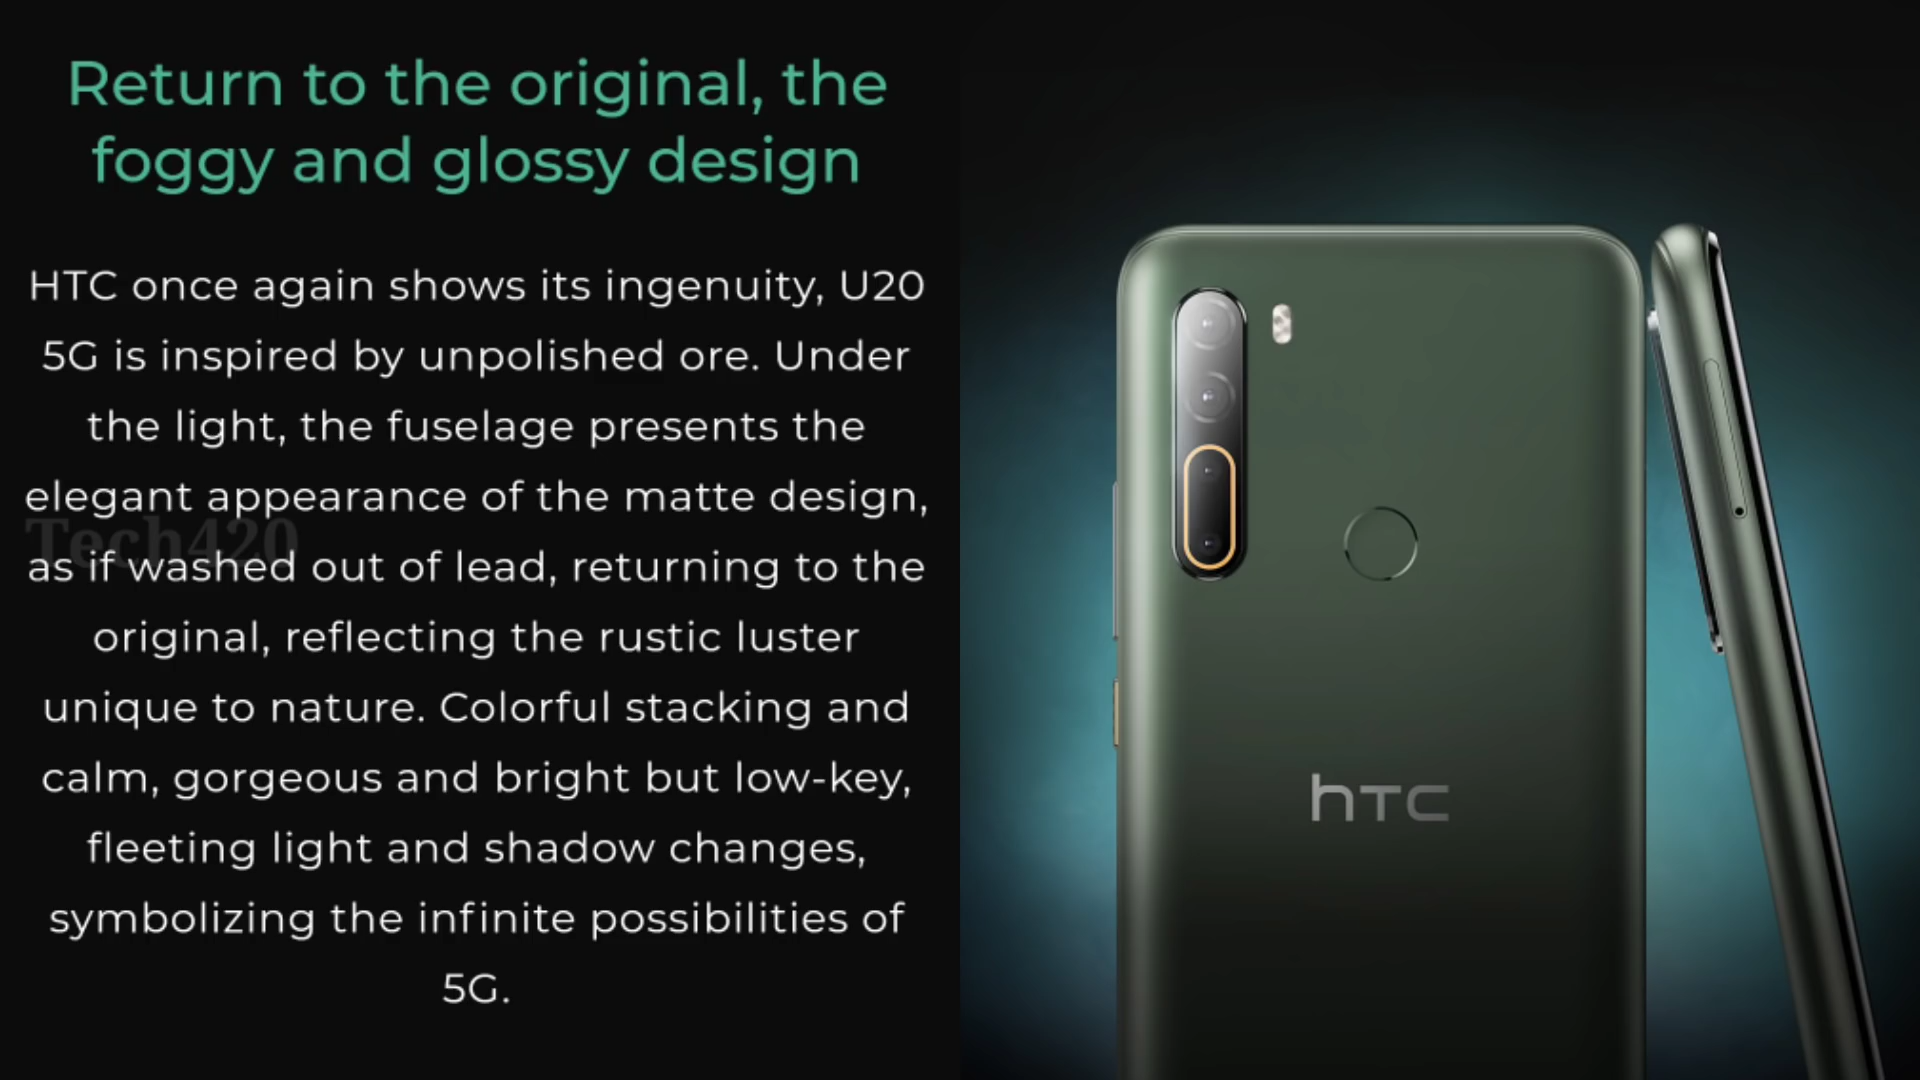 Return to the original, the
foggy and glossy design
HTC once again shows its ingenuity, U20
5G is inspired by unpolished ore. Under
the light, the fuselage presents the
elegant appearance of the matte design,
Tech420
as if washed out of lead, returning to the
original, reflecting the rustic luster
unique to nature. Colorful stacking and
calm, gorgeous and bright but low-key,
fleeting light and shadow changes,
symbolizing the infinite possibilities of
5G.
hTC